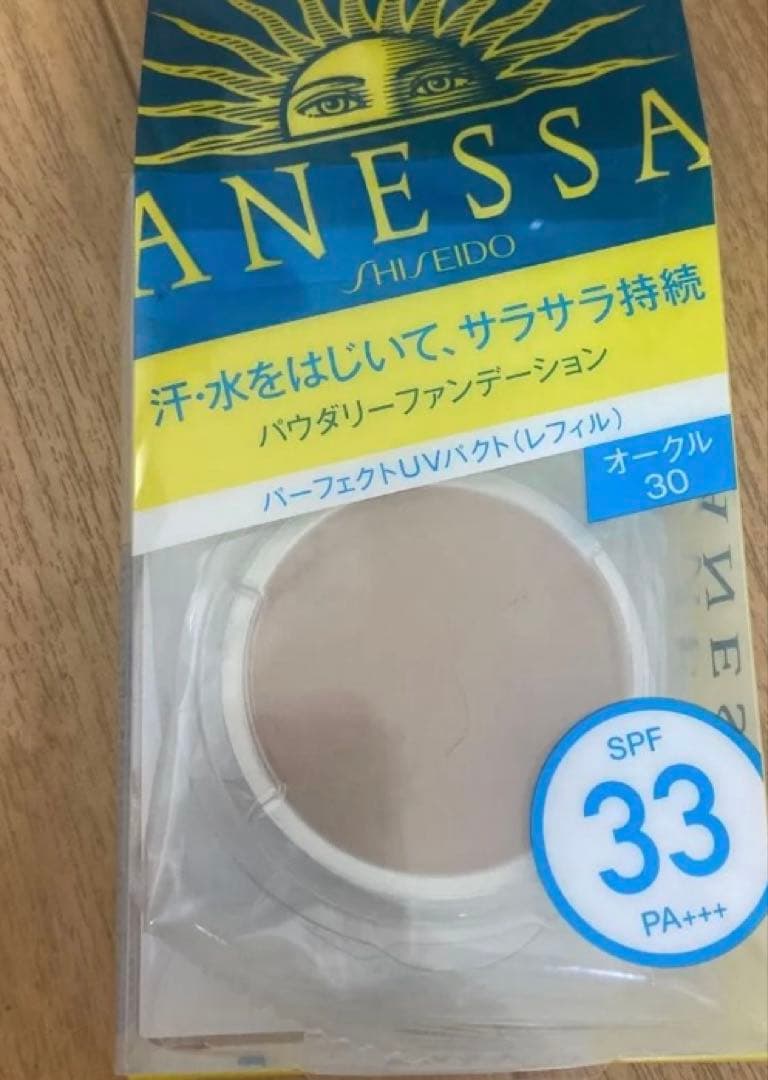 ANESSA
SHISEIDO
汗・水をはじいて、サラサラ持続
パウダリーファンデーション
パーフェクトUVパクト(レフィル)
オークル
30
ANES
SPF
33
PA+++